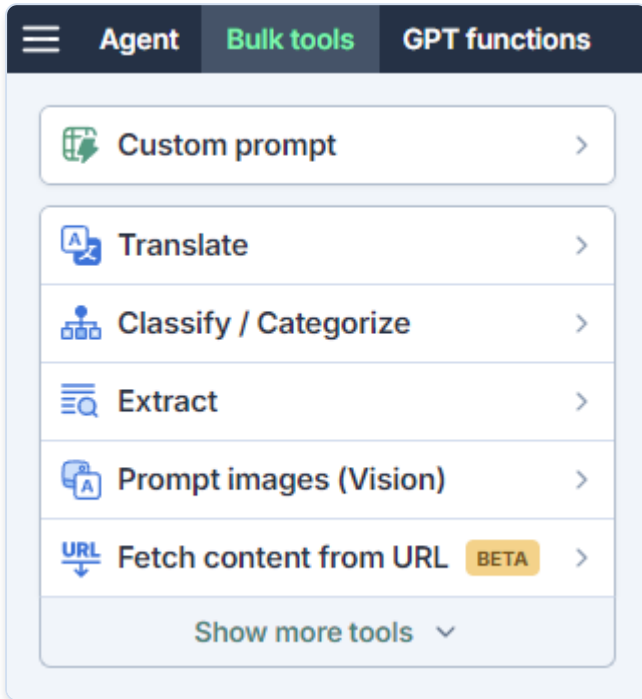 Agent Bulk tools GPT functions
Custom prompt
Translate
Classify / Categorize
Extract
Prompt images (Vision)
URL Fetch content from URL BETA
Show more tools